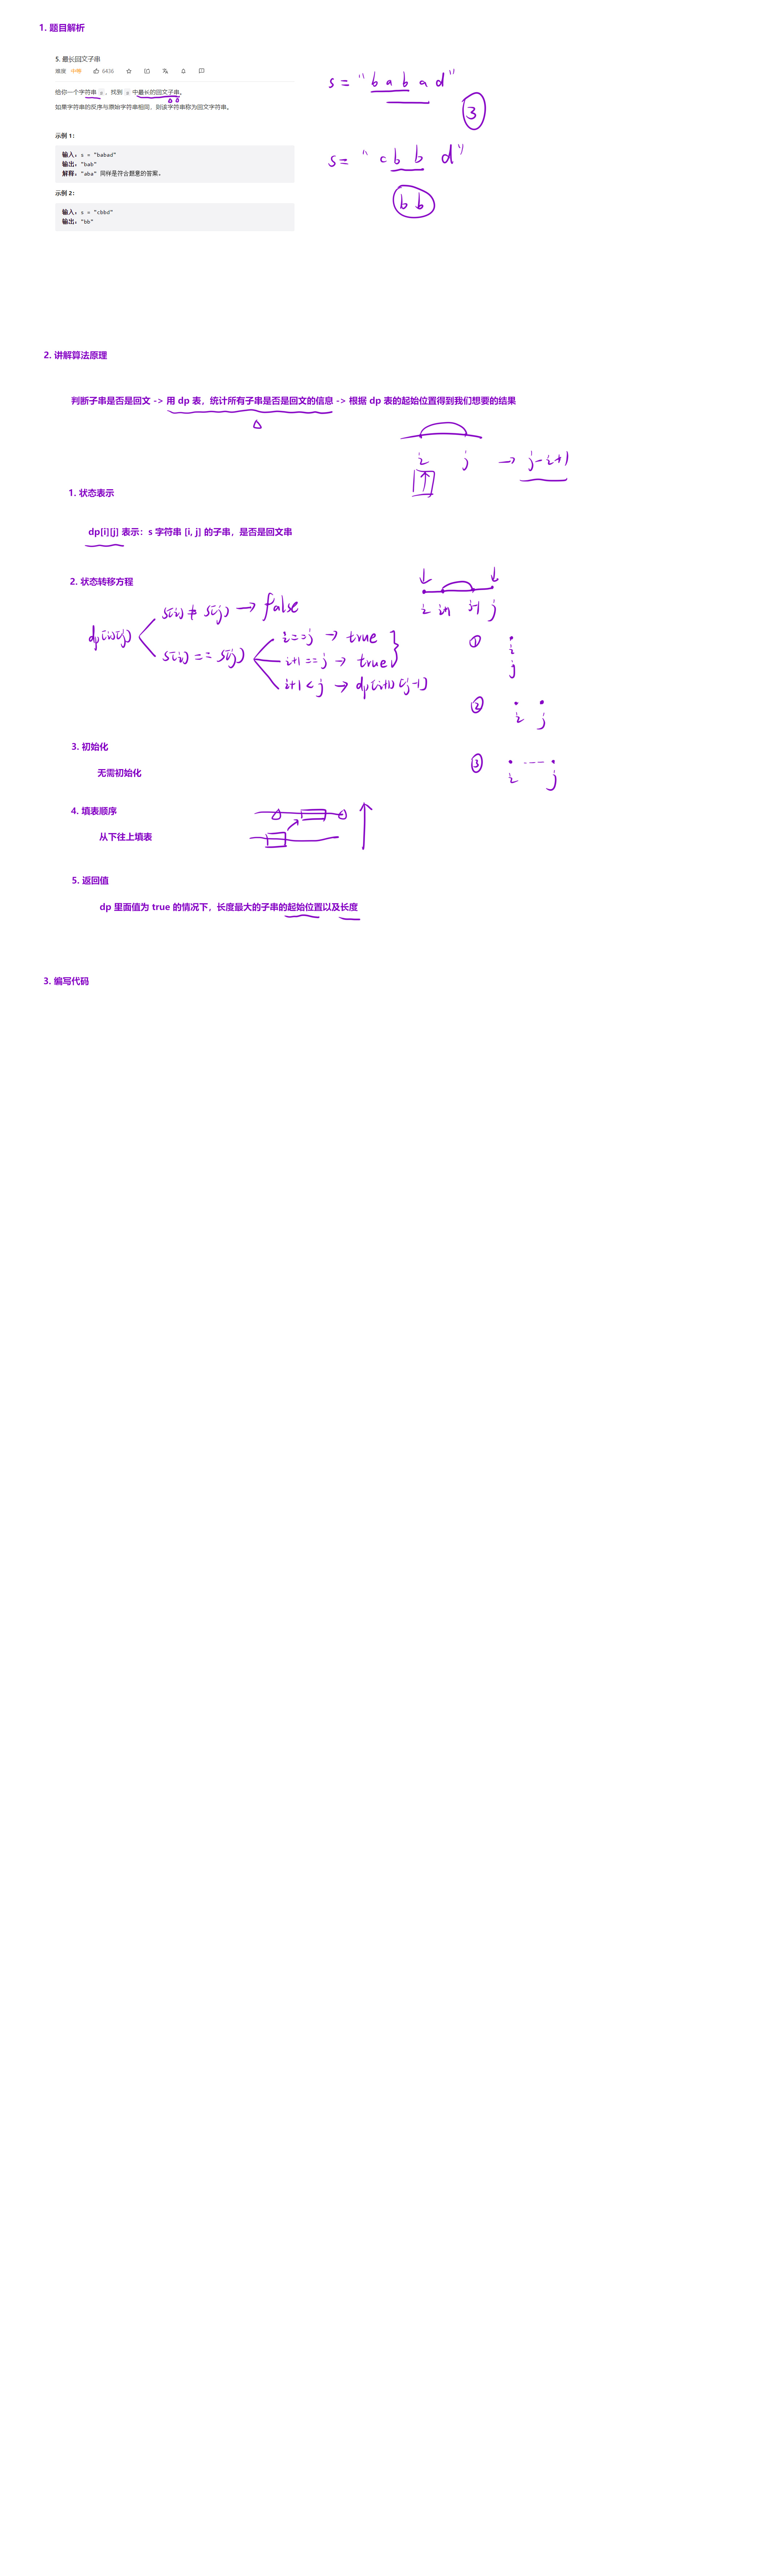 1. 题目解析
5. 最长回文子串
难度 中等 6436
给你一个字符串 s，找到 s 中最长的回文子串。
如果字符串的反序与原始字符串相同，则该字符串称为回文字符串。
示例 1：
输入：s = "babad"
输出："bab"
解释："aba" 同样是符合题意的答案。
示例 2：
输入：s = "cbbd"
输出："bb"
s = "babad"
3
s = "cbbd"
bb
2. 讲解算法原理
判断子串是否是回文 -> 用 dp 表，统计所有子串是否是回文的信息 -> 根据 dp 表的起始位置得到我们想要的结果
i j → j-i+1
1. 状态表示
dp[i][j] 表示：s 字符串 [i, j] 的子串，是否是回文串
2. 状态转移方程
i i+1 j-1 j
dp[i][j]
s[i] ≠ s[j] → false
s[i] == s[j]
i==j → true
i+1 == j → true
i+1 < j → dp[i+1][j-1]
① i j
② i j
③ i j
3. 初始化
无需初始化
4. 填表顺序
从下往上填表
5. 返回值
dp 里面值为 true 的情况下，长度最大的子串的起始位置以及长度
3. 编写代码